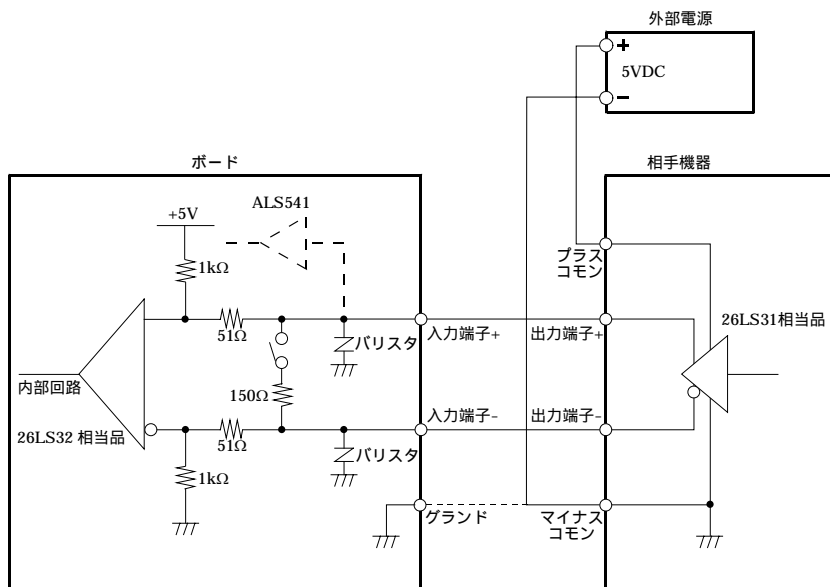 外部電源
+
5VDC
-
ボード
相手機器
ALS541
+5V
1kΩ
プラス
コモン
51Ω
バリスタ
入力端子+
出力端子+
26LS31相当品
内部回路
150Ω
入力端子-
出力端子-
26LS32 相当品
51Ω
バリスタ
1kΩ
グランド
マイナス
コモン